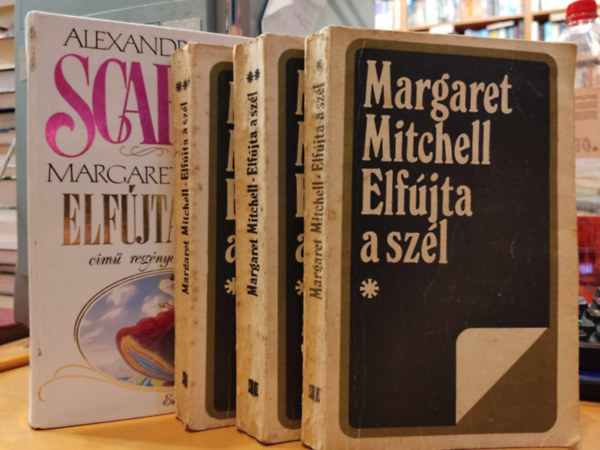 ALEXANDR
SCAR
MARGARET
ELFÚJTA
című regényé
Margaret Mitchell · Elfújta a szél ***
Margaret Mitchell · Elfújta a szél **
Margaret Mitchell · Elfújta a szél *
Margaret
Mitchell
Elfújta
a szél
*